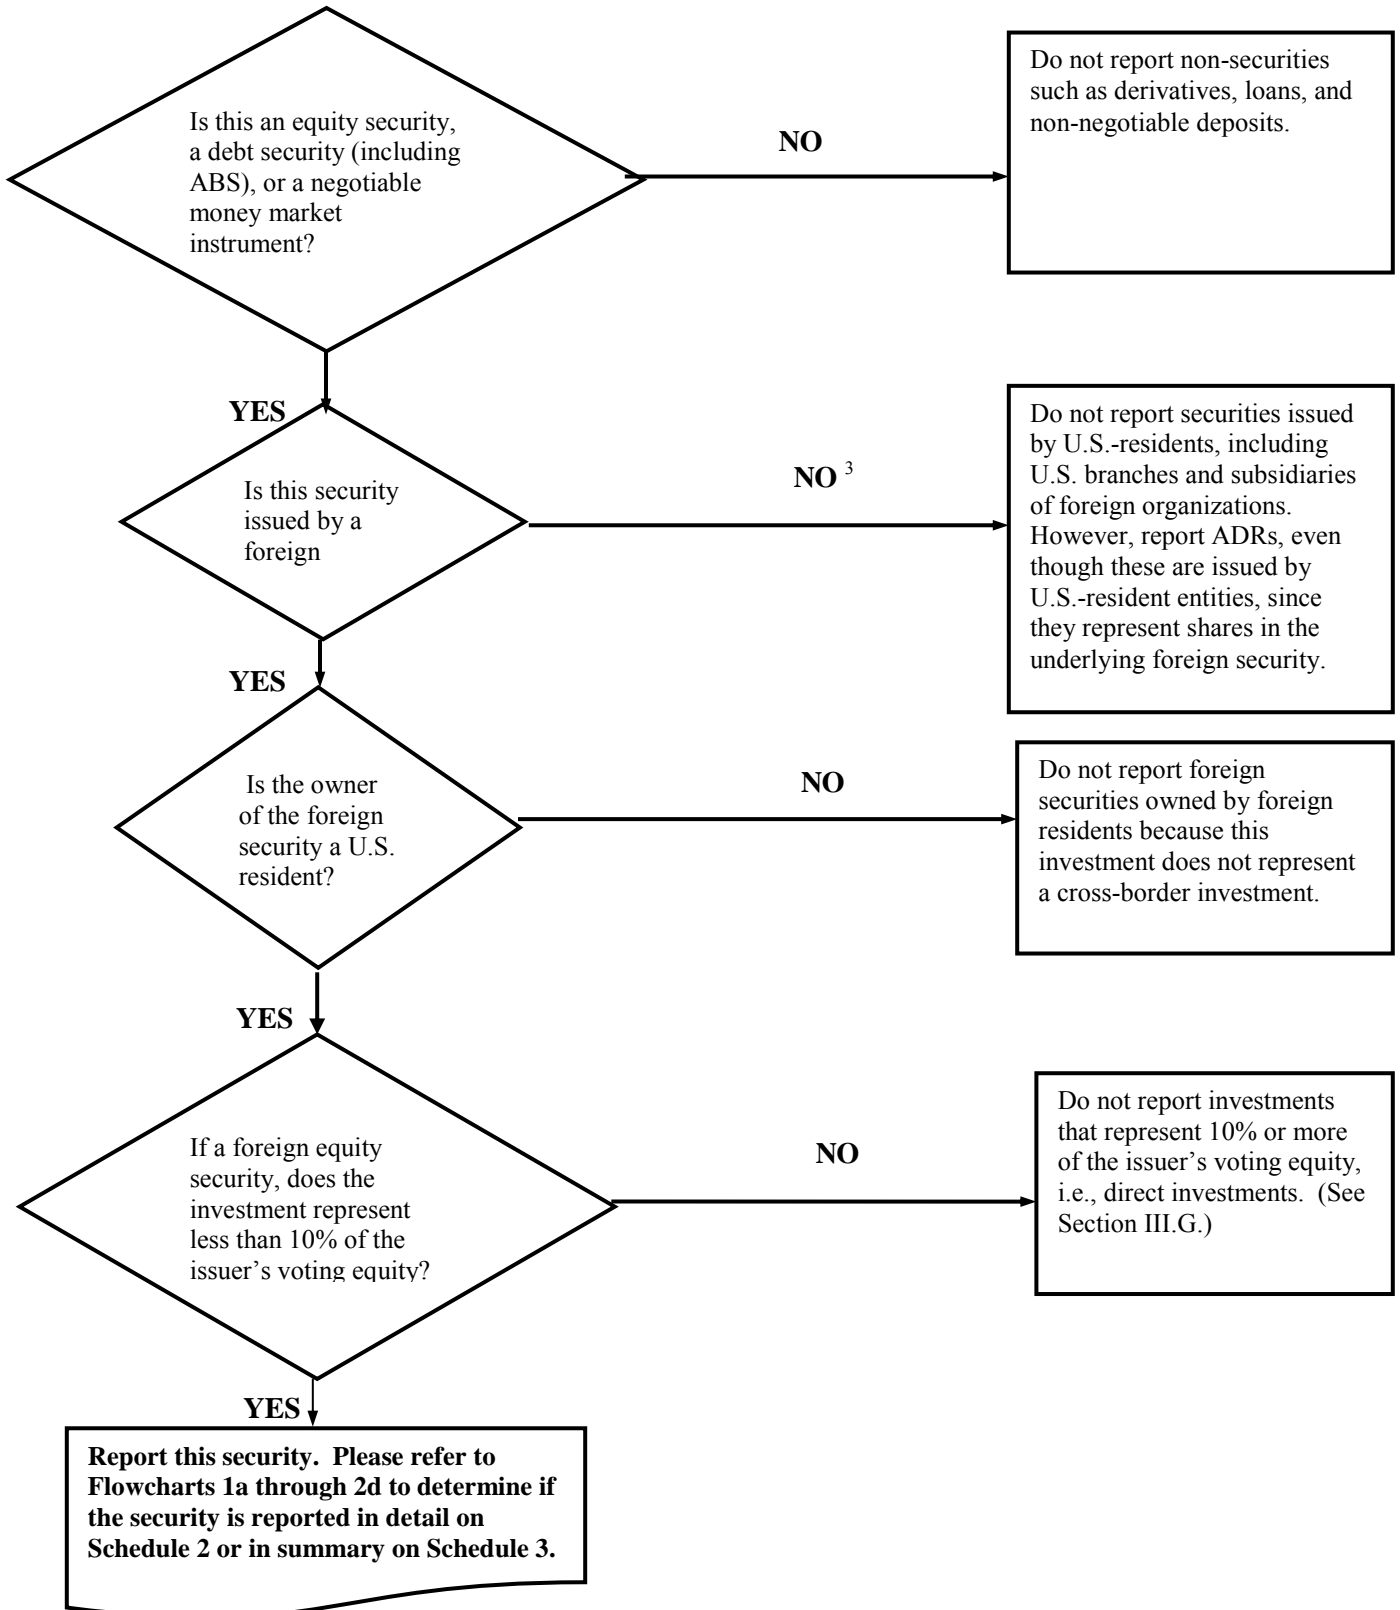 Is this an equity security,
a debt security (including
ABS), or a negotiable
money market
instrument?
NO
Do not report non-securities
such as derivatives, loans, and
non-negotiable deposits.
YES
Is this security
issued by a
foreign
NO 3
Do not report securities issued
by U.S.-residents, including
U.S. branches and subsidiaries
of foreign organizations.
However, report ADRs, even
though these are issued by
U.S.-resident entities, since
they represent shares in the
underlying foreign security.
YES
Is the owner
of the foreign
security a U.S.
resident?
NO
Do not report foreign
securities owned by foreign
residents because this
investment does not represent
a cross-border investment.
YES
If a foreign equity
security, does the
investment represent
less than 10% of the
issuer’s voting equity?
NO
Do not report investments
that represent 10% or more
of the issuer’s voting equity,
i.e., direct investments.  (See
Section III.G.)
YES
Report this security.  Please refer to
Flowcharts 1a through 2d to determine if
the security is reported in detail on
Schedule 2 or in summary on Schedule 3.